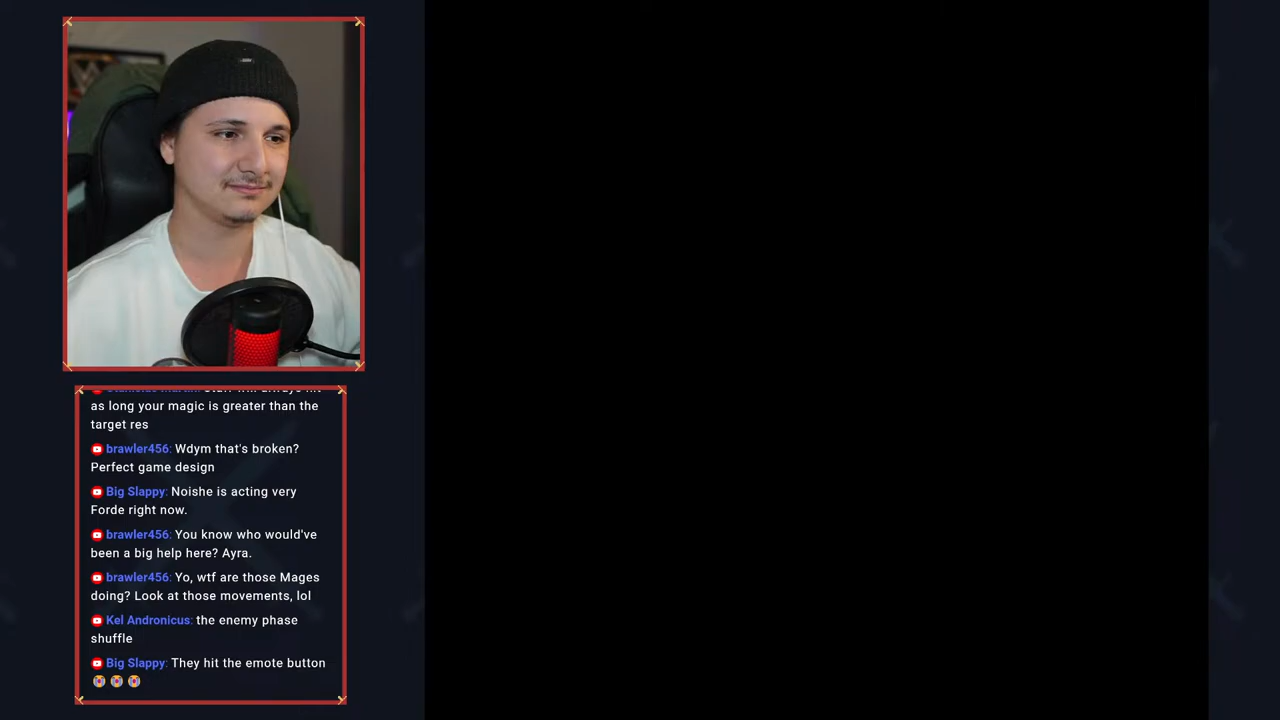 as long your magic is greater than the
target res
brawler456: Wdym that's broken?
Perfect game design
Big Slappy: Noishe is acting very
Forde right now.
brawler456: You know who would've
been a big help here? Ayra.
brawler456: Yo, wtf are those Mages
doing? Look at those movements, lol
Kel Andronicus: the enemy phase
shuffle
Big Slappy: They hit the emote button
😭😭😭